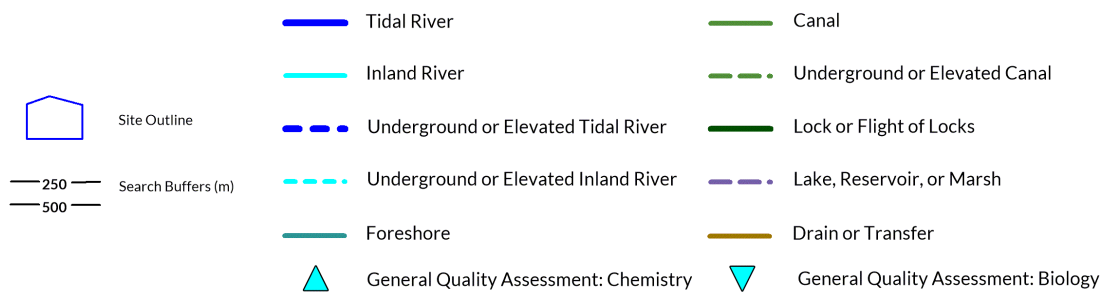 Site Outline
250
500
Search Buffers (m)
Tidal River
Inland River
Underground or Elevated Tidal River
Underground or Elevated Inland River
Foreshore
General Quality Assessment: Chemistry
Canal
Underground or Elevated Canal
Lock or Flight of Locks
Lake, Reservoir, or Marsh
Drain or Transfer
General Quality Assessment: Biology